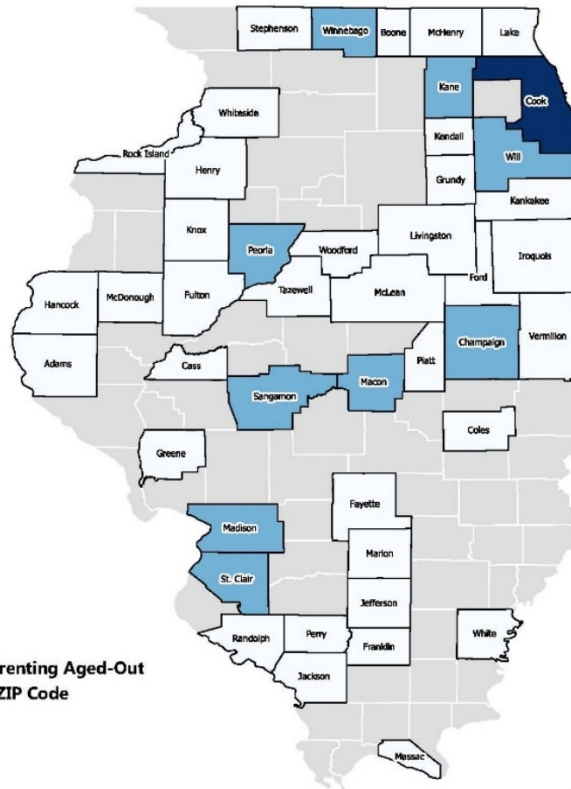 Stephenson
Winnebago
Boone
McHenry
Lake
Kane
Cook
Whiteside
Kendall
Will
Rock Island
Henry
Grundy
Kankakee
Knox
Peoria
Woodford
Livingston
Iroquois
Ford
Hancock
McDonough
Fulton
Tazewell
McLean
Adams
Cass
Piatt
Champaign
Vermilion
Sangamon
Macon
Coles
Greene
Fayette
Madison
Marion
St. Clair
Jefferson
Randolph
Perry
Franklin
White
Jackson
renting Aged-Out
ZIP Code
Massac